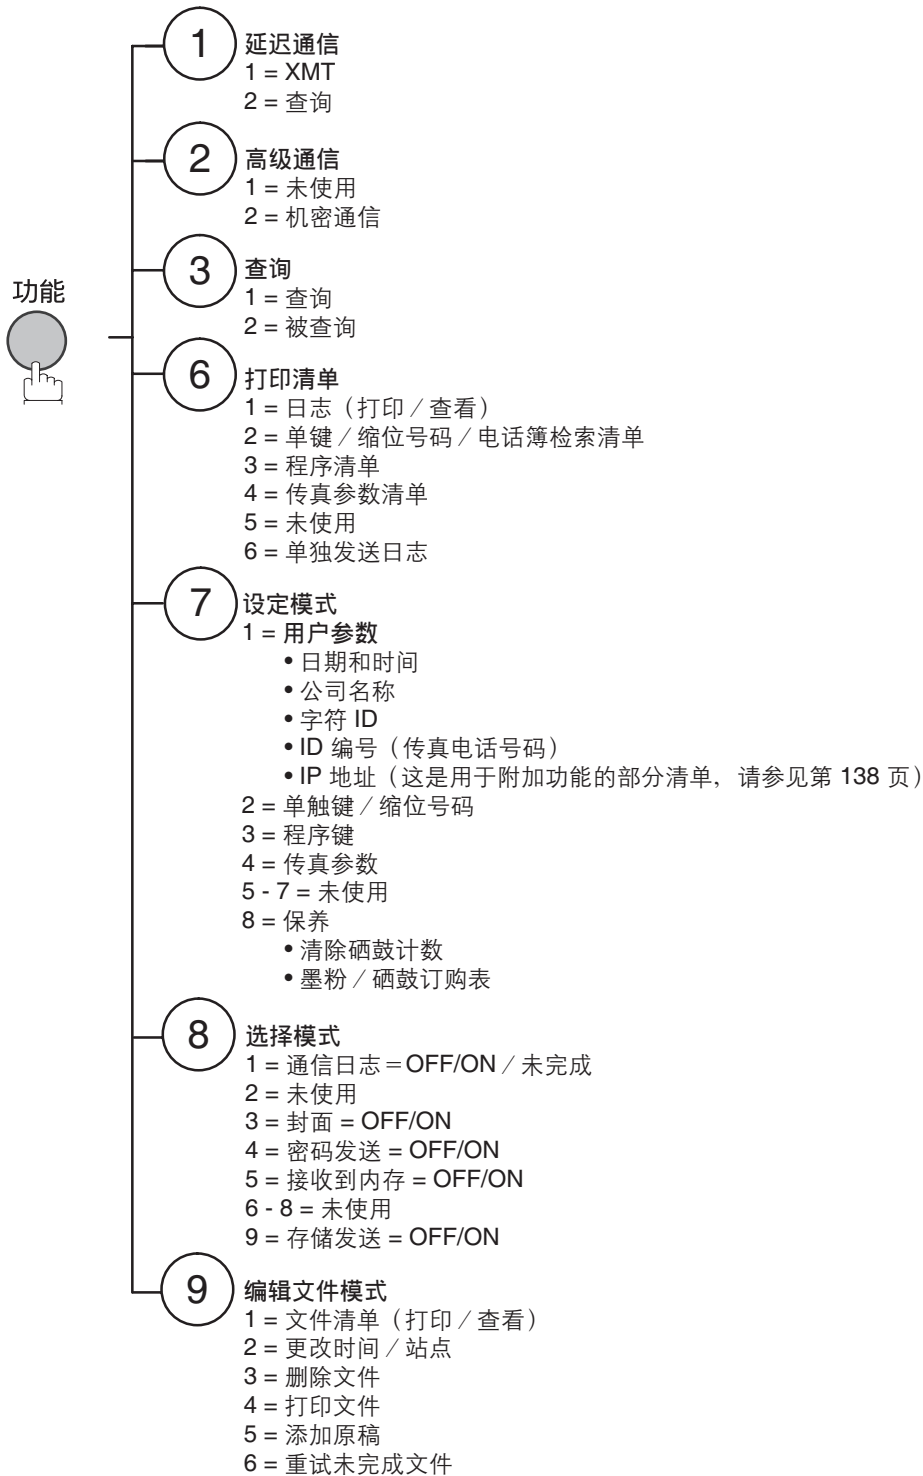 1
延迟通信
1 = XMT
2 = 查询
2
高级通信
1 = 未使用
2 = 机密通信
3
查询
1 = 查询
2 = 被查询
功能
6
打印清单
1 = 日志（打印／查看）
2 = 单键／缩位号码／电话簿检索清单
3 = 程序清单
4 = 传真参数清单
5 = 未使用
6 = 单独发送日志
7
设定模式
1 = 用户参数
• 日期和时间
• 公司名称
• 字符 ID
• ID 编号（传真电话号码）
• IP 地址（这是用于附加功能的部分清单，请参见第 138 页）
2 = 单触键／缩位号码
3 = 程序键
4 = 传真参数
5 - 7 = 未使用
8 = 保养
• 清除硒鼓计数
• 墨粉／硒鼓订购表
8
选择模式
1 = 通信日志＝OFF/ON／未完成
2 = 未使用
3 = 封面 = OFF/ON
4 = 密码发送 = OFF/ON
5 = 接收到内存 = OFF/ON
6 - 8 = 未使用
9 = 存储发送 = OFF/ON
9
编辑文件模式
1 = 文件清单（打印／查看）
2 = 更改时间／站点
3 = 删除文件
4 = 打印文件
5 = 添加原稿
6 = 重试未完成文件